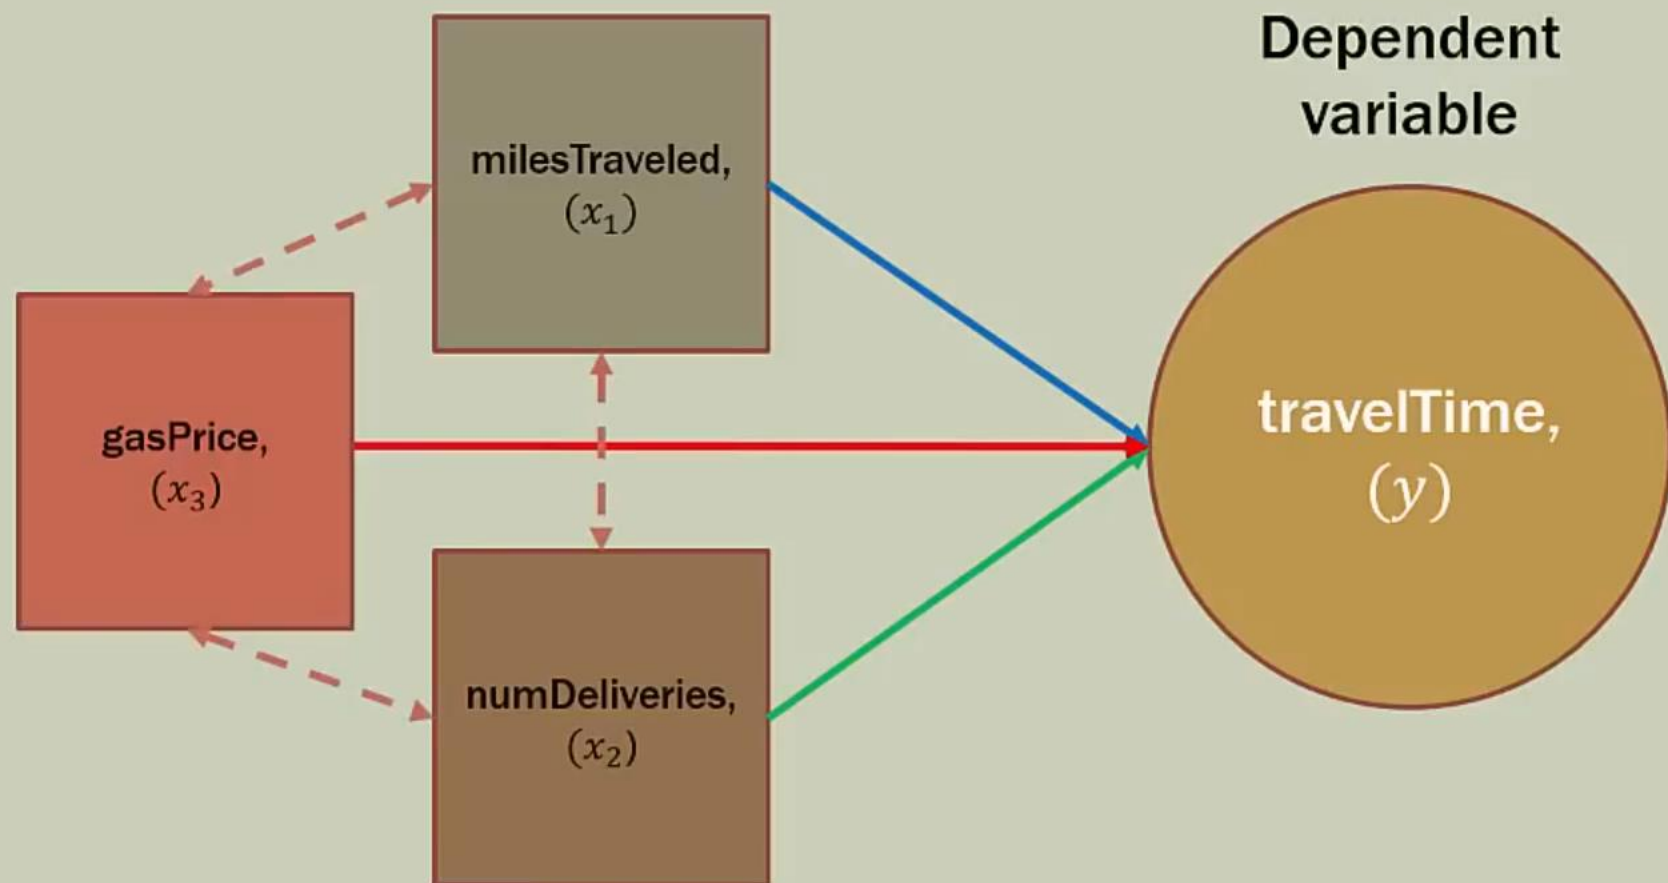 Dependent
variable
milesTraveled,
(x₁)
gasPrice,
(x₃)
travelTime,
(y)
numDeliveries,
(x₂)